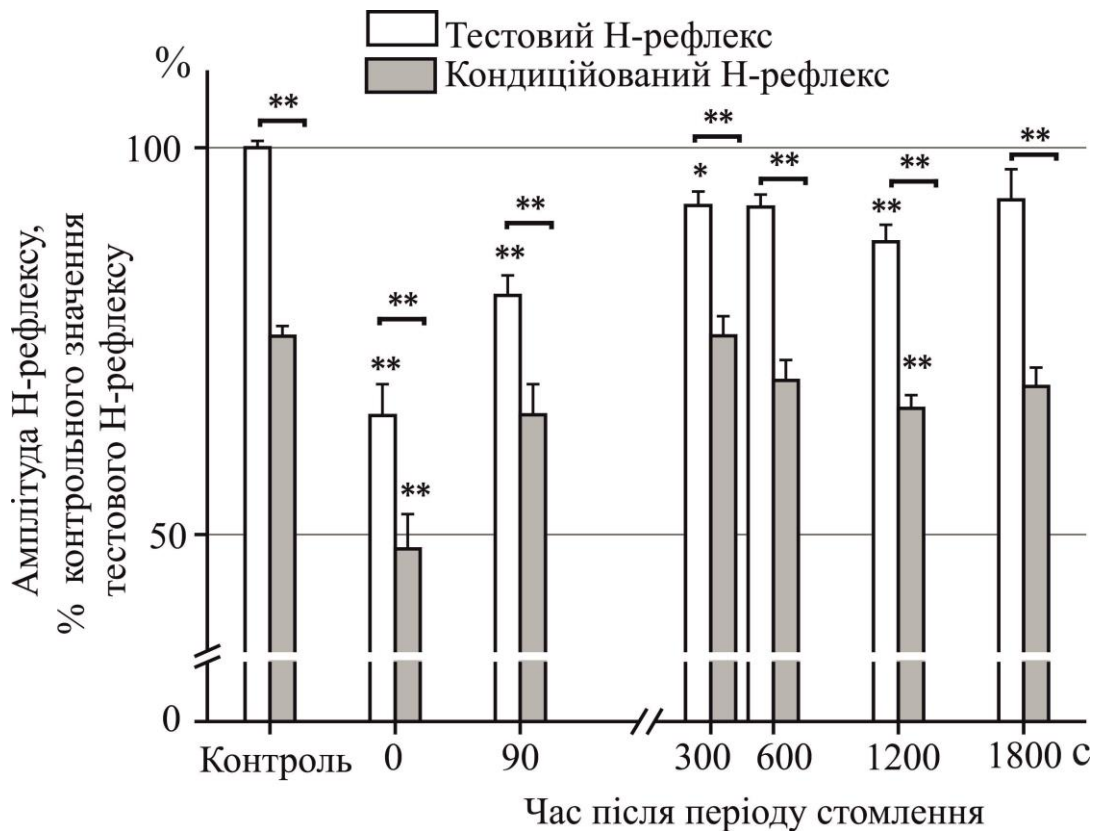 Тестовий Н-рефлекс
Кондиційований Н-рефлекс
%
Амплітуда Н-рефлексу,
% контрольного значення
тестового Н-рефлексу
100
50
0
** ** ** ** ** ** **
** ** * **
** **
Контроль 0 90 300 600 1200 1800 с
Час після періоду стомлення